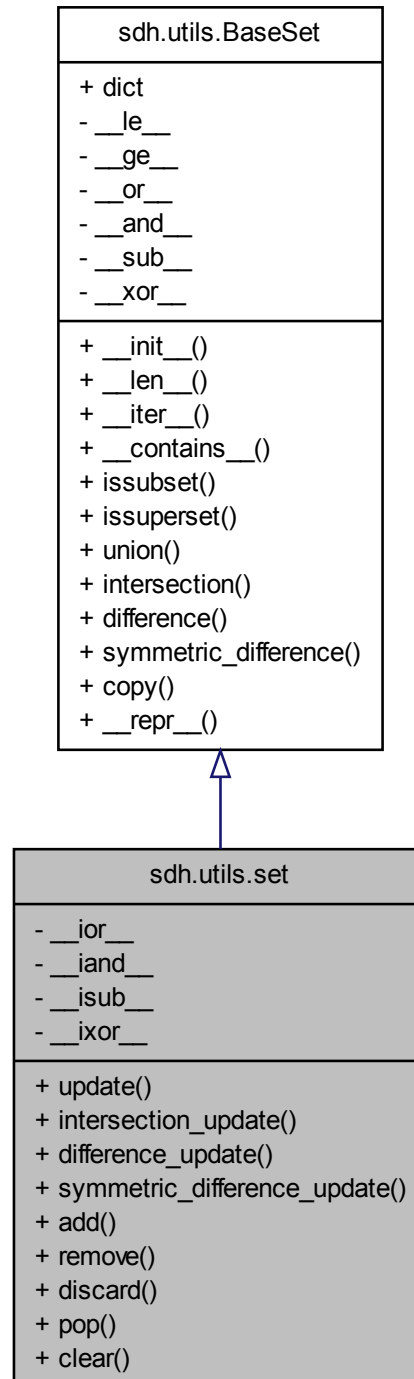 sdh.utils.BaseSet
+ dict
- __le__
- __ge__
- __or__
- __and__
- __sub__
- __xor__
+ __init__()
+ __len__()
+ __iter__()
+ __contains__()
+ issubset()
+ issuperset()
+ union()
+ intersection()
+ difference()
+ symmetric_difference()
+ copy()
+ __repr__()
sdh.utils.set
- __ior__
- __iand__
- __isub__
- __ixor__
+ update()
+ intersection_update()
+ difference_update()
+ symmetric_difference_update()
+ add()
+ remove()
+ discard()
+ pop()
+ clear()